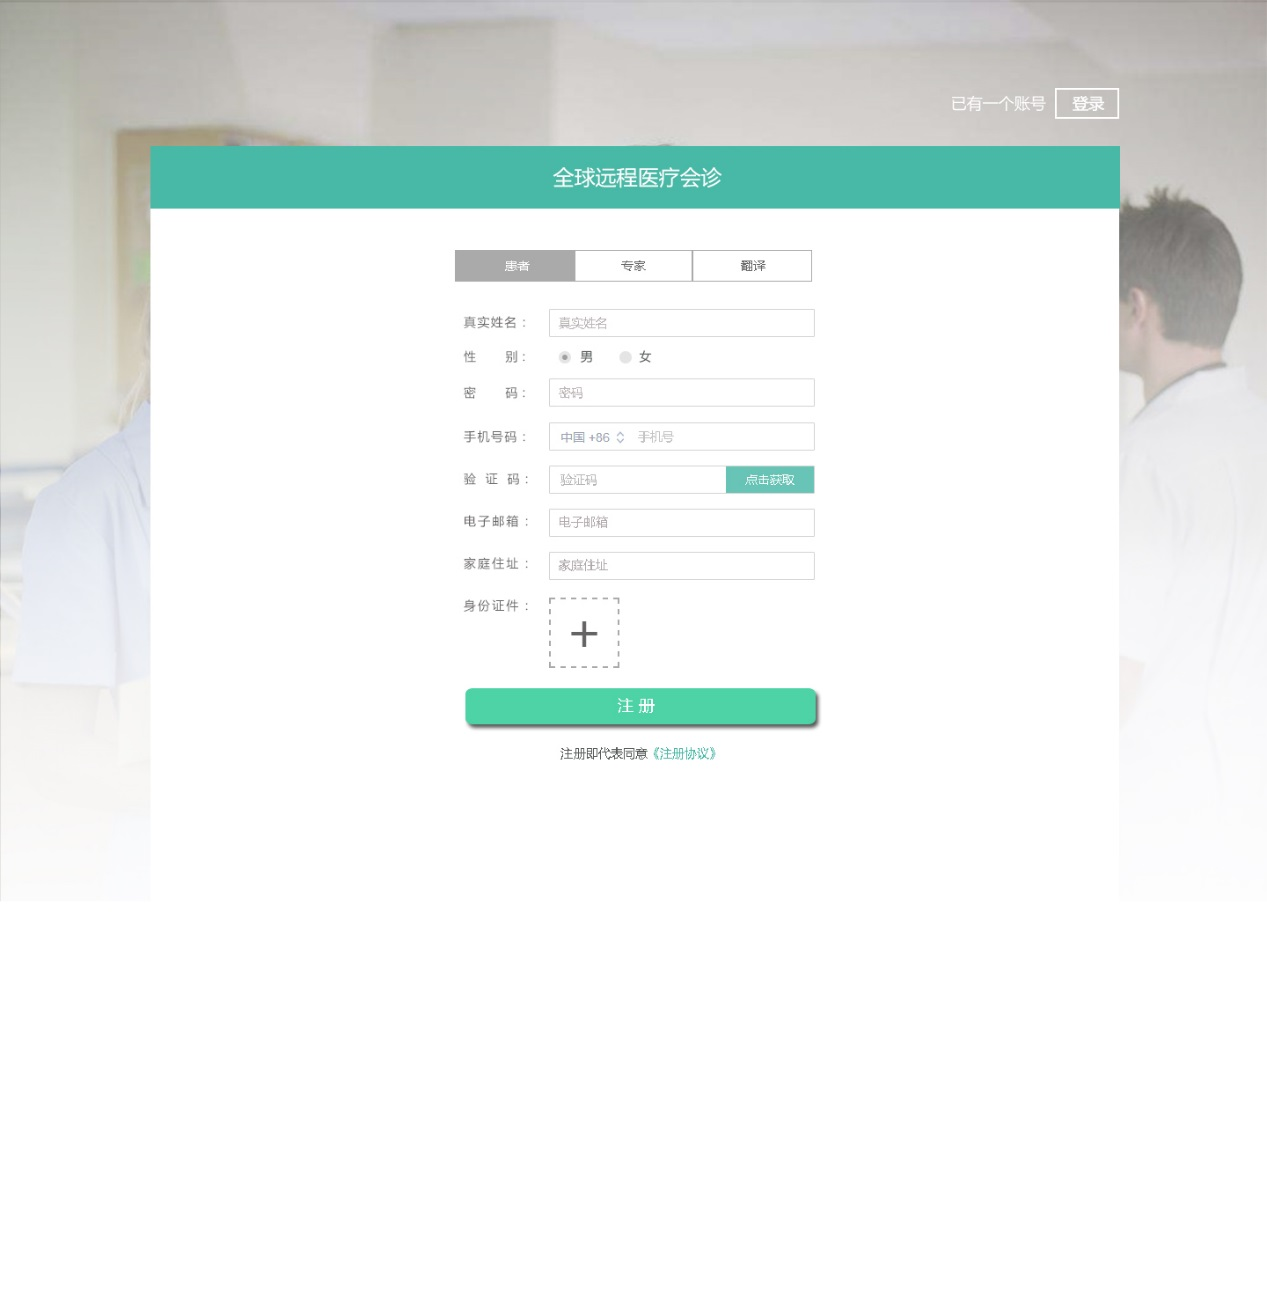 已有一个账号 登录
全球远程医疗会诊
患者 专家 翻译
真实姓名： 真实姓名
性 别： 男 女
密 码： 密码
手机号码： 中国 +86 手机号
验 证 码： 验证码 点击获取
电子邮箱： 电子邮箱
家庭住址： 家庭住址
身份证件：
注 册
注册即代表同意《注册协议》